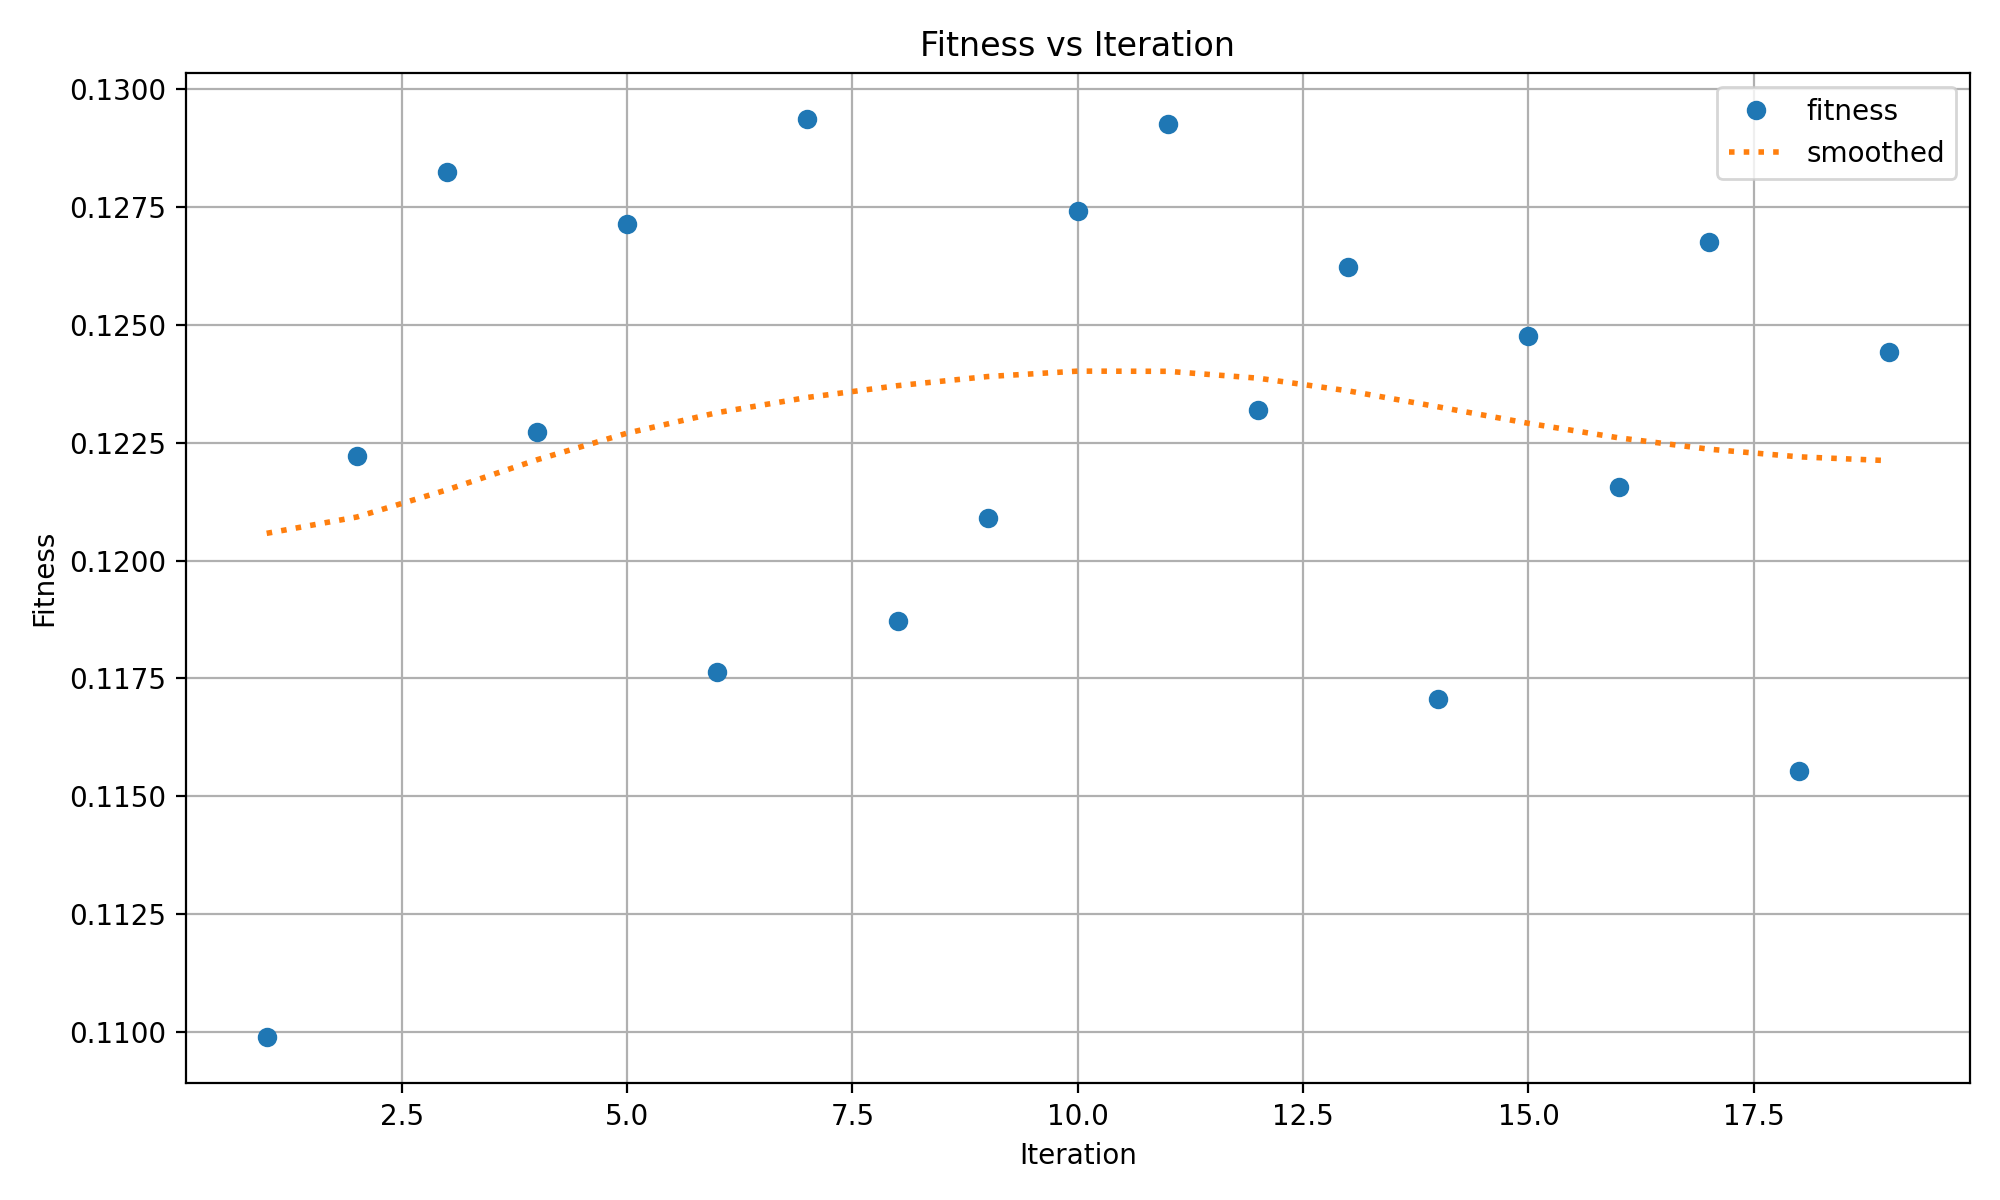 Fitness vs Iteration
fitness
smoothed
Fitness
0.1300
0.1275
0.1250
0.1225
0.1200
0.1175
0.1150
0.1125
0.1100
2.5 5.0 7.5 10.0 12.5 15.0 17.5
Iteration